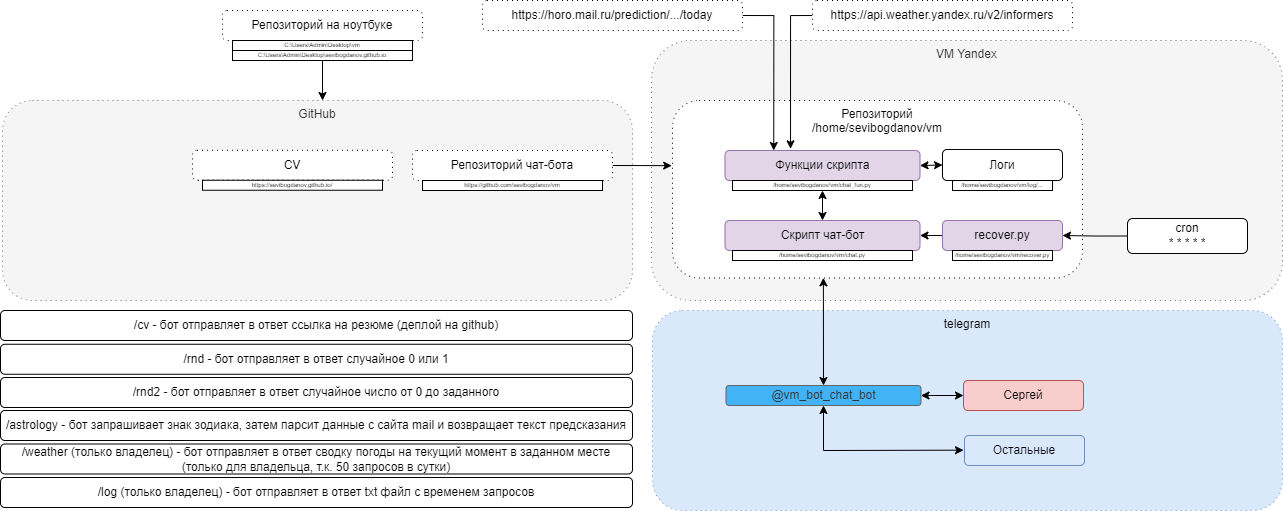 Репозиторий на ноутбуке
C:\Users\Admin\Desktop\vm
C:\Users\Admin\Desktop\sevibogdanov.github.io
https://horo.mail.ru/prediction/.../today
https://api.weather.yandex.ru/v2/informers
GitHub
CV
https://sevibogdanov.github.io/
Репозиторий чат-бота
https://github.com/sevibogdanov/vm
VM Yandex
Репозиторий
/home/sevibogdanov/vm
Функции скрипта
/home/sevibogdanov/vm/chat_fun.py
Логи
/home/sevibogdanov/vm/log/...
Скрипт чат-бот
/home/sevibogdanov/vm/chat.py
recover.py
/home/sevibogdanov/vm/recover.py
cron
* * * * *
/cv - бот отправляет в ответ ссылка на резюме (деплой на github)
/rnd - бот отправляет в ответ случайное 0 или 1
/rnd2 - бот отправляет в ответ случайное число от 0 до заданного
/astrology - бот запрашивает знак зодиака, затем парсит данные с сайта mail и возвращает текст предсказания
/weather (только владелец) - бот отправляет в ответ сводку погоды на текущий момент в заданном месте
(только для владельца, т.к. 50 запросов в сутки)
/log (только владелец) - бот отправляет в ответ txt файл с временем запросов
telegram
@vm_bot_chat_bot
Сергей
Остальные